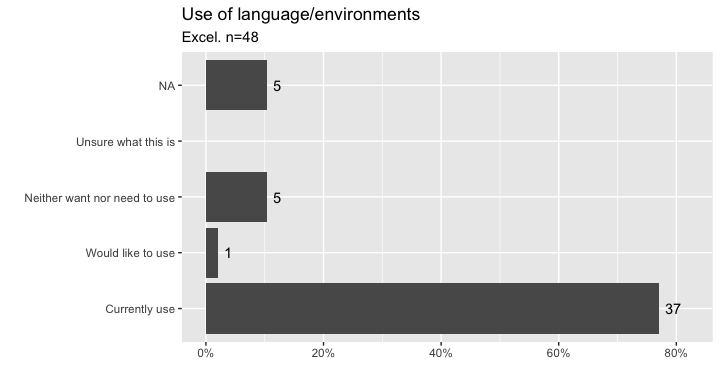 Use of language/environments
Excel. n=48
NA 5
Unsure what this is
Neither want nor need to use 5
Would like to use 1
Currently use 37
0% 20% 40% 60% 80%